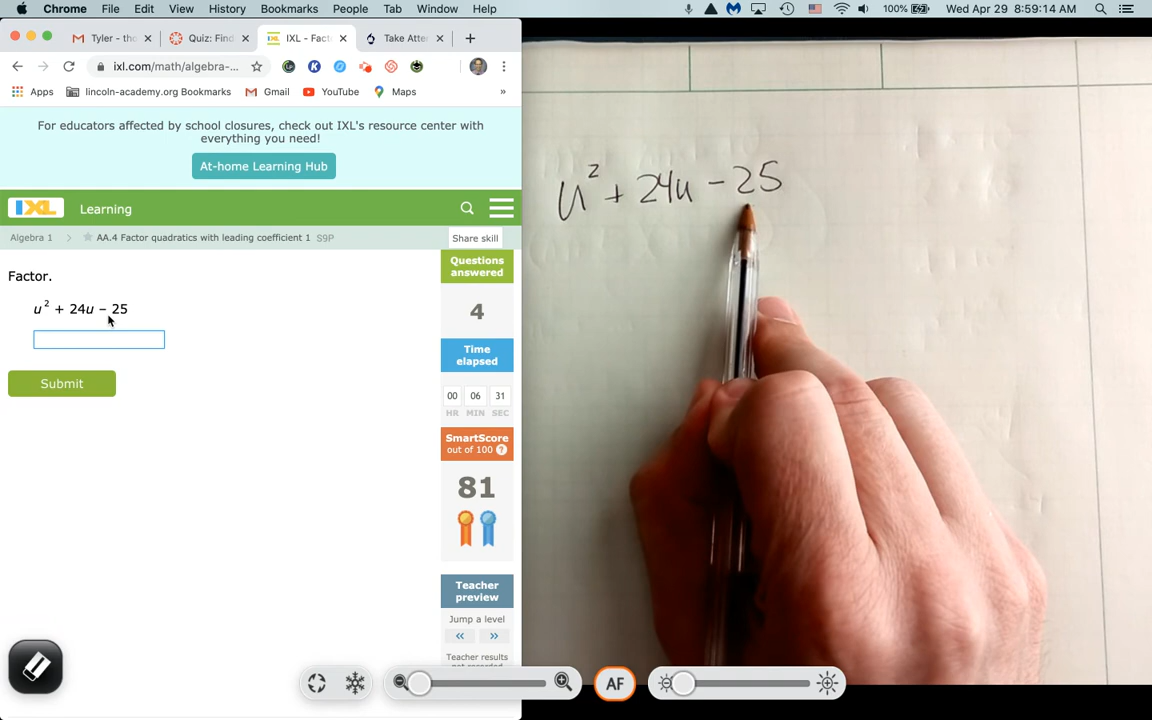 Chrome File Edit View History Bookmarks People Tab Window Help 100% Wed Apr 29 8:59:14 AM
Tyler - tho × Quiz: Find × IXL - Fact × Take Atte × +
ixl.com/math/algebra-...
Apps lincoln-academy.org Bookmarks Gmail YouTube Maps »
For educators affected by school closures, check out IXL's resource center with
everything you need!
At-home Learning Hub
IXL Learning
Algebra 1 > AA.4 Factor quadratics with leading coefficient 1 S9P Share skill
Factor.
u² + 24u − 25
Submit
Questions
answered
4
Time
elapsed
00 06 31
HR MIN SEC
SmartScore
out of 100 ?
81
Teacher
preview
Jump a level
<< >>
Teacher results
u² + 24u − 25
AF